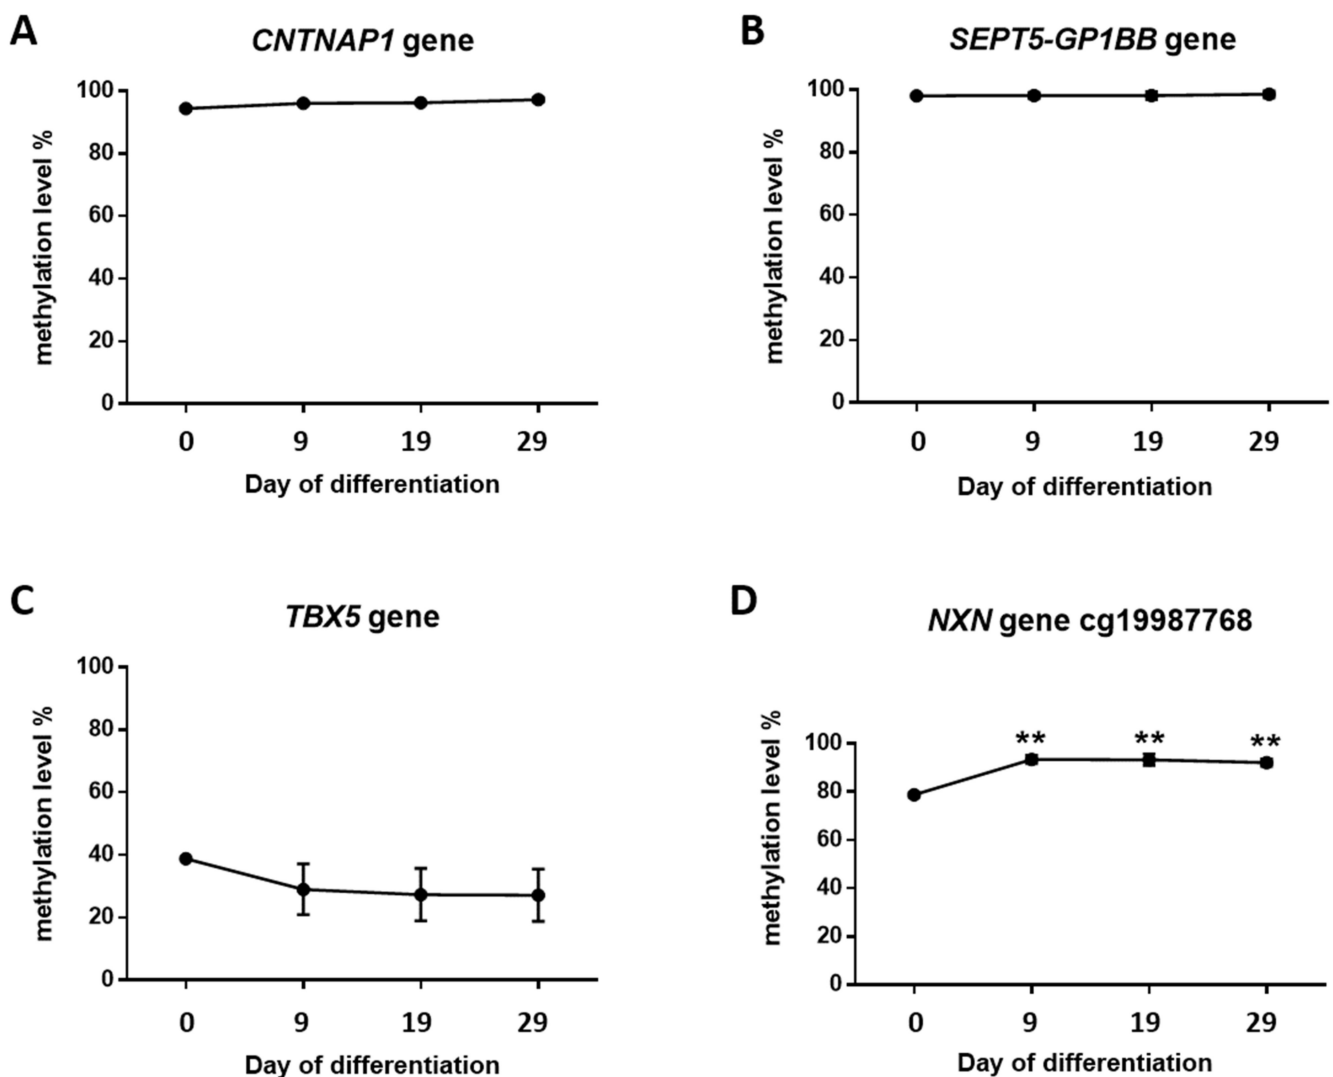 A
CNTNAP1 gene
methylation level %
100
80
60
40
20
0
0 9 19 29
Day of differentiation
B
SEPT5-GP1BB gene
methylation level %
100
80
60
40
20
0
0 9 19 29
Day of differentiation
C
TBX5 gene
methylation level %
100
80
60
40
20
0
0 9 19 29
Day of differentiation
D
NXN gene cg19987768
methylation level %
100
80
60
40
20
0
** ** **
0 9 19 29
Day of differentiation